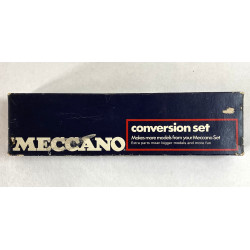 conversion set
Makes more models from your Meccano Set
Extra parts mean bigger models and more fun
MECCANO